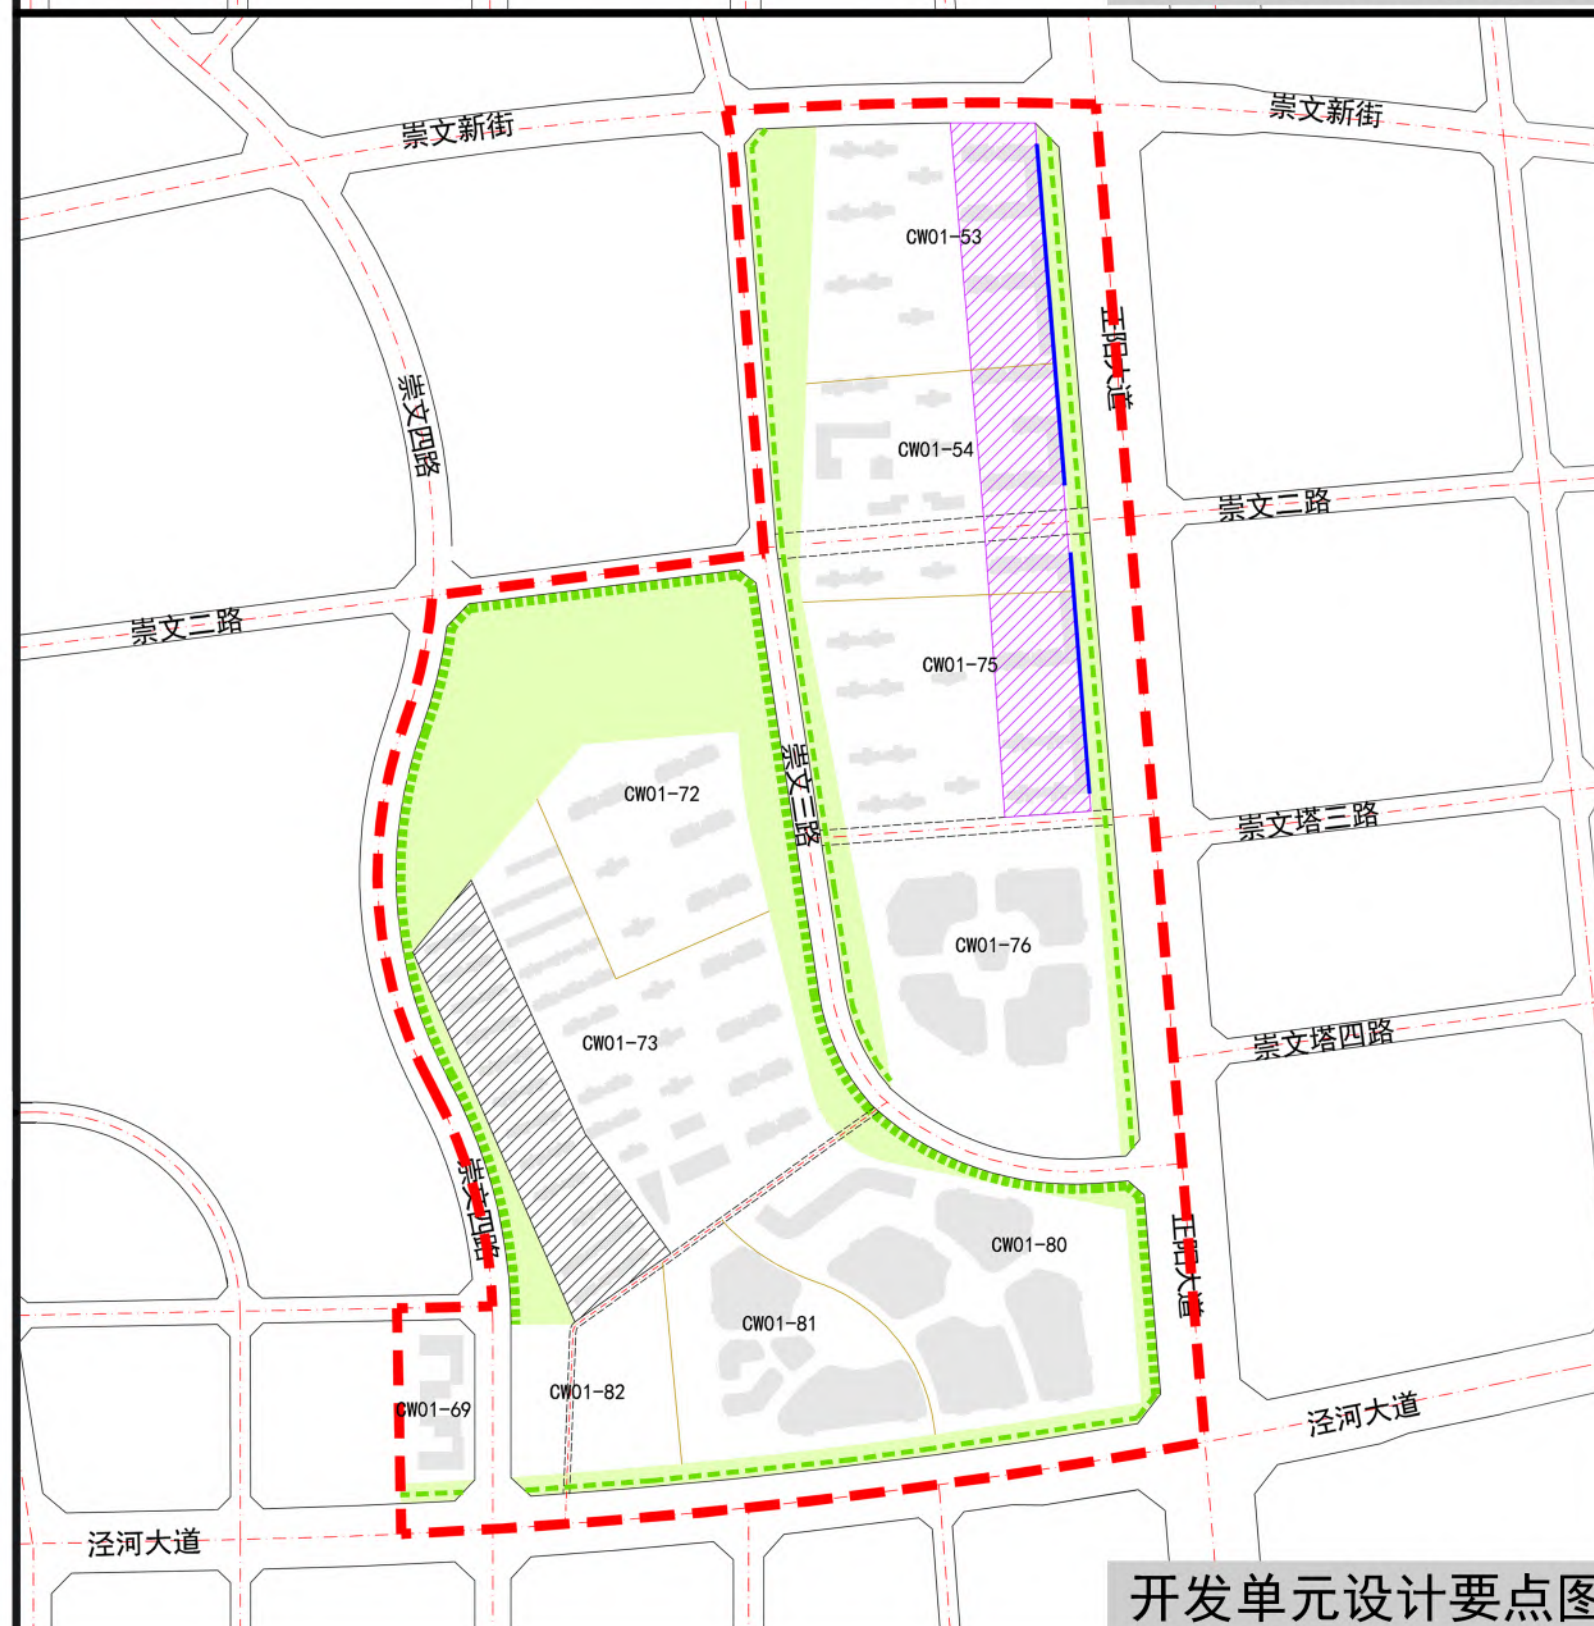 崇文新街
崇文新街
CW01-53
正阳大道
崇文四路
CW01-54
崇文二路
崇文二路
CW01-75
崇文三路
CW01-72
崇文塔三路
CW01-76
CW01-73
崇文塔四路
崇文四路
正阳大道
CW01-80
CW01-81
CW01-82
CW01-69
泾河大道
泾河大道
开发单元设计要点图